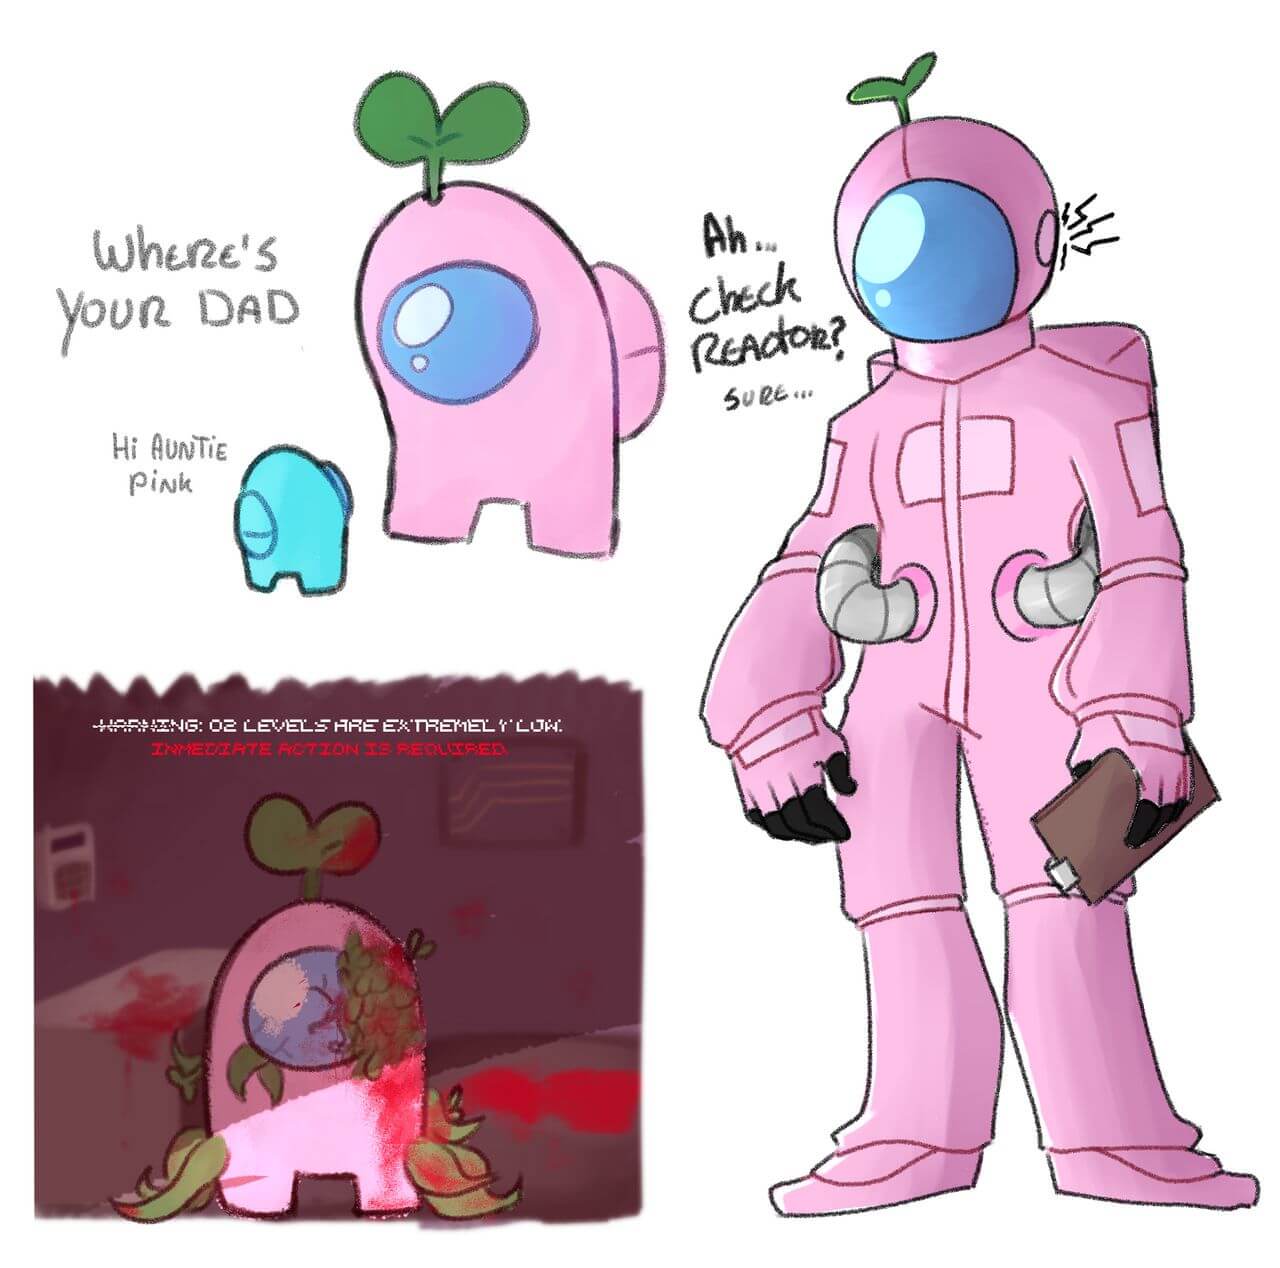 WHERE'S
YOUR DAD
Hi AUNTiE
PiNK
Ah...
CHECK
REACTOR?
SURE...
WARNING: O2 LEVELS ARE EXTREMELY LOW.
INMEDIATE ACTION IS REQUIRED